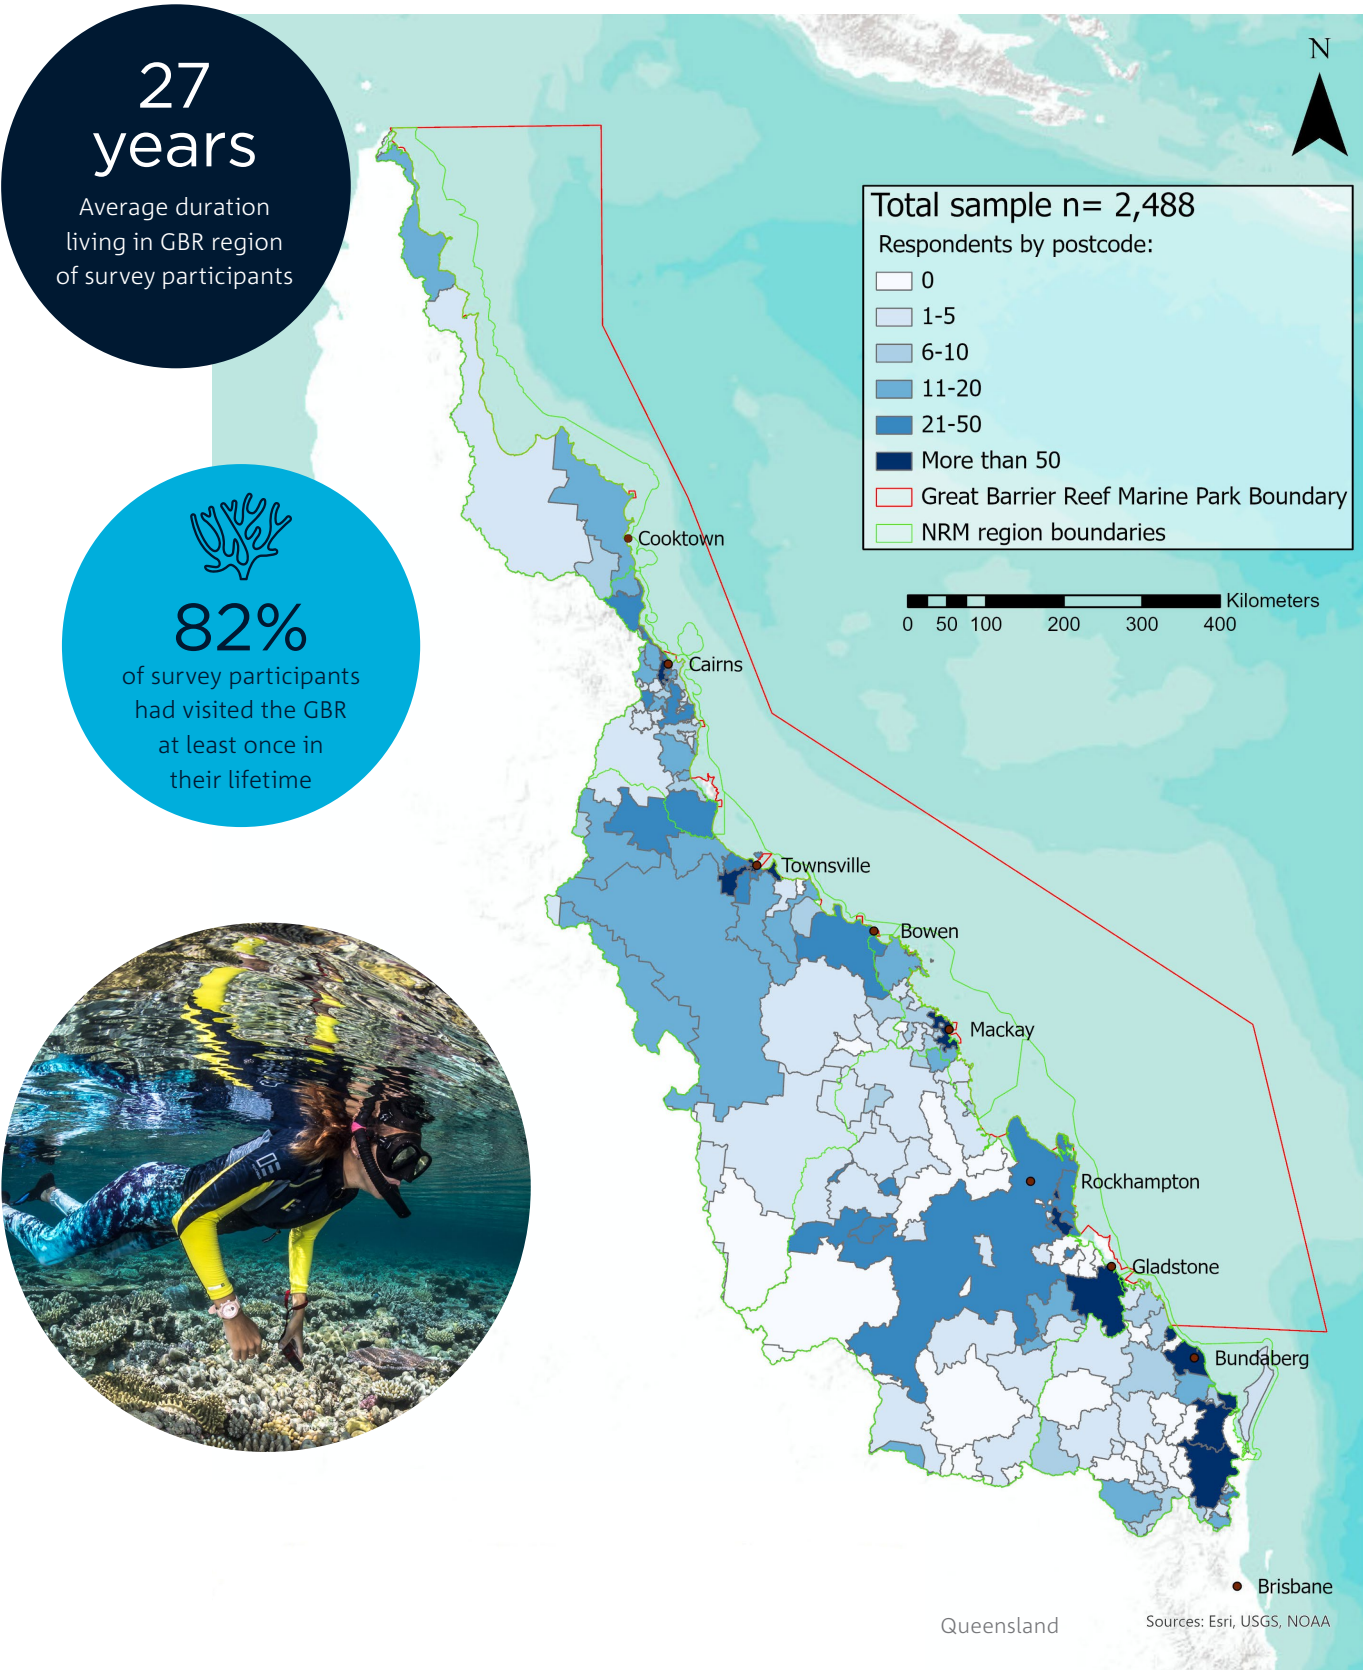 27
years
Average duration
living in GBR region
of survey participants
82%
of survey participants
had visited the GBR
at least once in
their lifetime
N
Total sample n= 2,488
Respondents by postcode:
0
1-5
6-10
11-20
21-50
More than 50
Great Barrier Reef Marine Park Boundary
NRM region boundaries
Kilometers
0 50 100 200 300 400
Cooktown
Cairns
Townsville
Bowen
Mackay
Rockhampton
Gladstone
Bundaberg
Brisbane
Queensland
Sources: Esri, USGS, NOAA